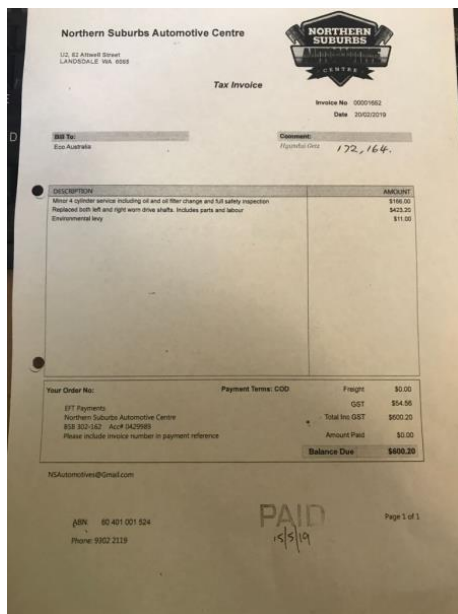 Northern Suburbs Automotive Centre
NORTHERN
SUBURBS
CENTRE
U2, 62 Attwell Street
LANDSDALE WA 6065
Tax Invoice
Invoice No 00001662
Date 20/02/2019
Bill To:
Comment:
Eco Australia
Hyundai Getz 172,164.
DESCRIPTION AMOUNT
Minor 4 cylinder service including oil and oil filter change and full safety inspection $166.00
Replaced both left and right worn drive shafts. Includes parts and labour $423.20
Environmental levy $11.00
Your Order No: Payment Terms: COD Freight $0.00
GST $54.56
EFT Payments
Northern Suburbs Automotive Centre Total Inc GST $600.20
BSB 302-162 Acc# 0429989
Please include invoice number in payment reference Amount Paid $0.00
Balance Due $600.20
NSAutomotives@Gmail.com
PAID
15/5/19
Page 1 of 1
ABN 60 401 001 524
Phone: 9302 2119